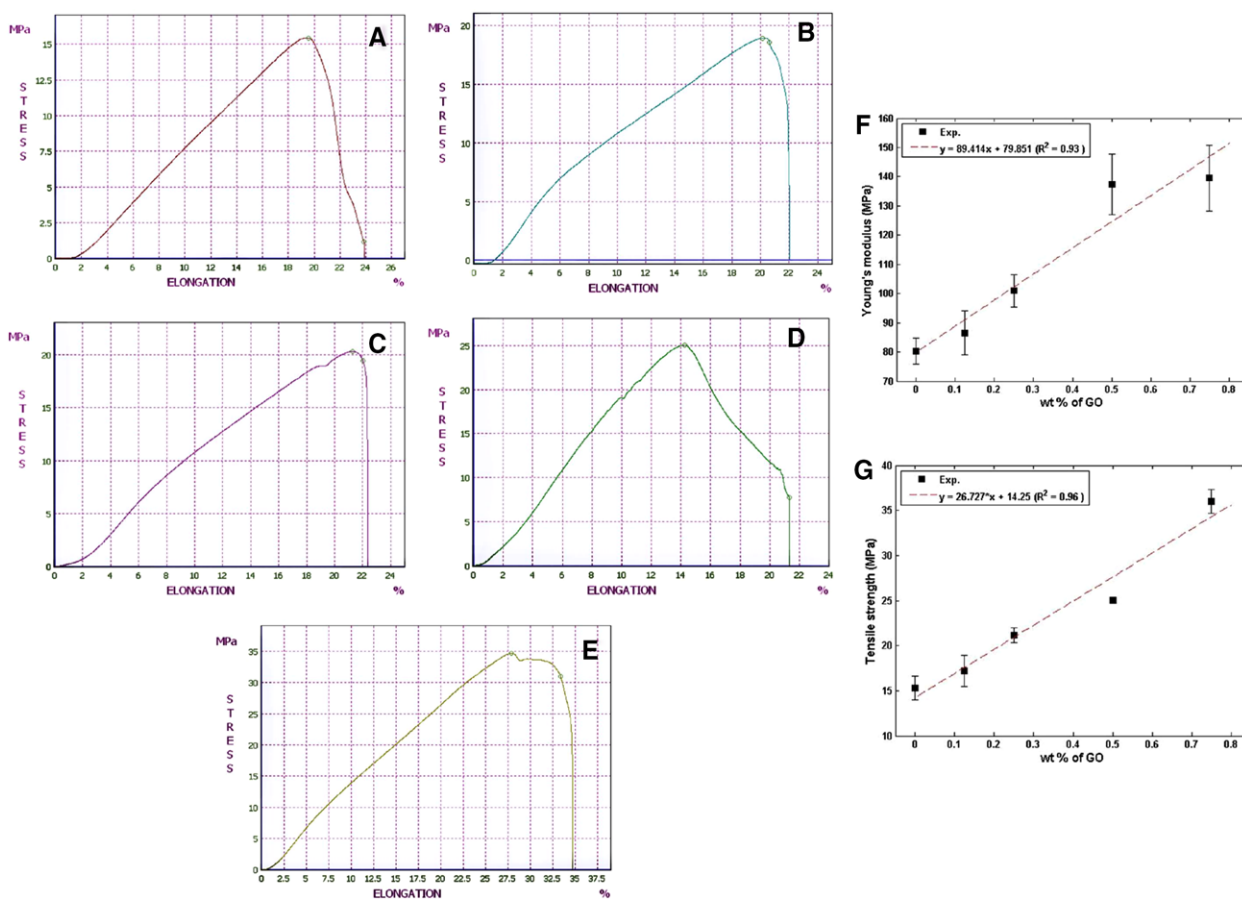 A
MPa
15
12.5
10
7.5
5
2.5
STRESS
0 2 4 6 8 10 12 14 16 18 20 22 24 26
ELONGATION %
B
MPa
20
15
10
5
0
STRESS
0 2 4 6 8 10 12 14 16 18 20 22 24
ELONGATION %
C
MPa
20
15
10
5
0
STRESS
0 2 4 6 8 10 12 14 16 18 20 22 24
ELONGATION %
D
MPa
25
20
15
10
5
0
STRESS
0 2 4 6 8 10 12 14 16 18 20 22 24
ELONGATION %
E
MPa
35
30
25
20
15
10
5
0
STRESS
0 2.5 5 7.5 10 12.5 15 17.5 20 22.5 25 27.5 30 32.5 35 37.5
ELONGATION %
F
160
150
140
130
120
110
100
90
80
70
Young's modulus (MPa)
Exp.
y = 89.414x + 79.851 (R² = 0.93 )
0 0.1 0.2 0.3 0.4 0.5 0.6 0.7 0.8
wt % of GO
G
40
35
30
25
20
15
10
Tensile strength (MPa)
Exp.
y = 26.727*x + 14.25 (R² = 0.96 )
0 0.1 0.2 0.3 0.4 0.5 0.6 0.7 0.8
wt % of GO